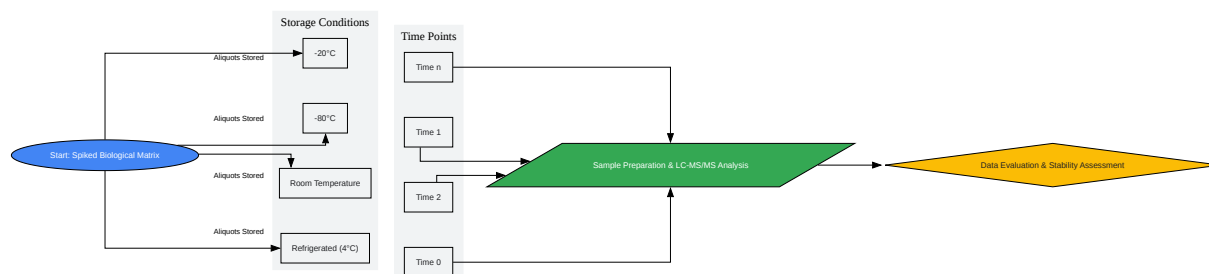 Storage Conditions
Time Points
-20°C
Aliquots Stored
Time n
-80°C
Aliquots Stored
Time 1
Start: Spiked Biological Matrix
Sample Preparation & LC-MS/MS Analysis
Data Evaluation & Stability Assessment
Aliquots Stored
Room Temperature
Time 2
Aliquots Stored
Refrigerated (4°C)
Time 0